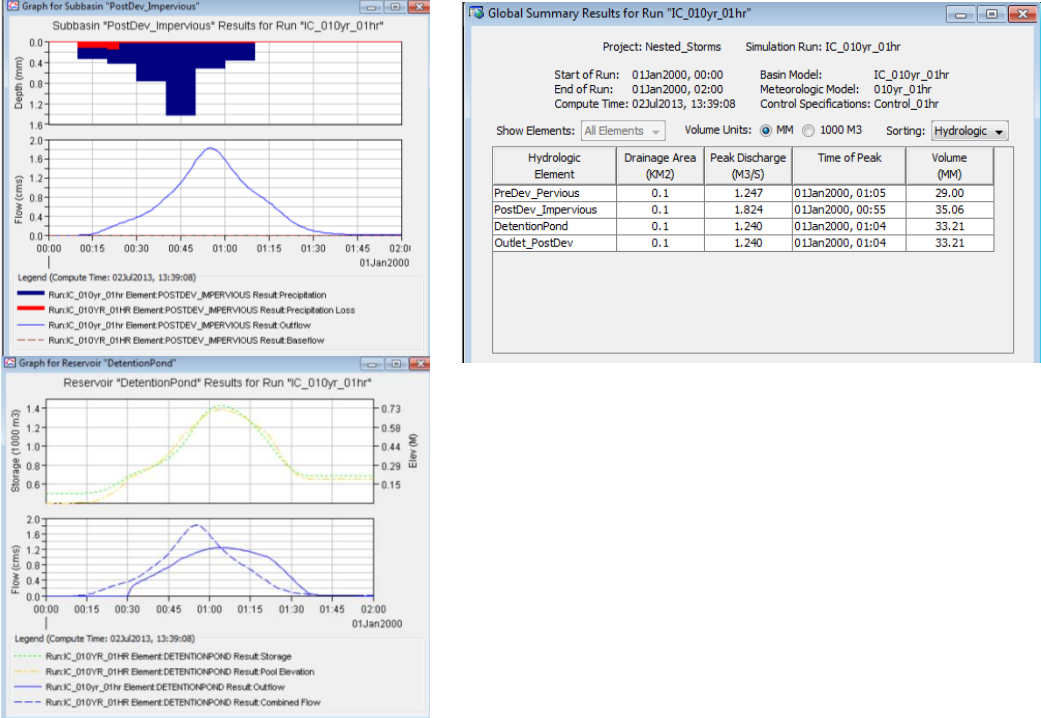 Graph for Subbasin "PostDev_Impervious"
Subbasin "PostDev_Impervious" Results for Run "IC_010yr_01hr"
Depth (mm)
0.0
0.4
0.8
1.2
1.6
Flow (cms)
2.0
1.6
1.2
0.8
0.4
0.0
00:00 00:15 00:30 00:45 01:00 01:15 01:30 01:45 02:00
01Jan2000
Legend (Compute Time: 02Jul2013, 13:39:08)
Run:IC_010yr_01hr Element:POSTDEV_IMPERVIOUS Result:Precipitation
Run:IC_010YR_01HR Element:POSTDEV_IMPERVIOUS Result:Precipitation Loss
Run:IC_010yr_01hr Element:POSTDEV_IMPERVIOUS Result:Outflow
Run:IC_010YR_01HR Element:POSTDEV_IMPERVIOUS Result:Baseflow
Graph for Reservoir "DetentionPond"
Reservoir "DetentionPond" Results for Run "IC_010yr_01hr"
Storage (1000 m3)
1.4
1.2
1.0
0.8
0.6
0.73
0.58
0.44
0.29
0.15
Elev (M)
Flow (cms)
2.0
1.6
1.2
0.8
0.4
0.0
00:00 00:15 00:30 00:45 01:00 01:15 01:30 01:45 02:00
01Jan2000
Legend (Compute Time: 02Jul2013, 13:39:08)
Run:IC_010YR_01HR Element:DETENTIONPOND Result:Storage
Run:IC_010YR_01HR Element:DETENTIONPOND Result:Pool Elevation
Run:IC_010yr_01hr Element:DETENTIONPOND Result:Outflow
Run:IC_010YR_01HR Element:DETENTIONPOND Result:Combined Flow
Global Summary Results for Run "IC_010yr_01hr"
Project: Nested_Storms Simulation Run: IC_010yr_01hr
Start of Run: 01Jan2000, 00:00 Basin Model: IC_010yr_01hr
End of Run: 01Jan2000, 02:00 Meteorologic Model: 010yr_01hr
Compute Time: 02Jul2013, 13:39:08 Control Specifications: Control_01hr
Show Elements: All Elements Volume Units: MM 1000 M3 Sorting: Hydrologic
Hydrologic Drainage Area Peak Discharge Time of Peak Volume
Element (KM2) (M3/S) (MM)
PreDev_Pervious 0.1 1.247 01Jan2000, 01:05 29.00
PostDev_Impervious 0.1 1.824 01Jan2000, 00:55 35.06
DetentionPond 0.1 1.240 01Jan2000, 01:04 33.21
Outlet_PostDev 0.1 1.240 01Jan2000, 01:04 33.21